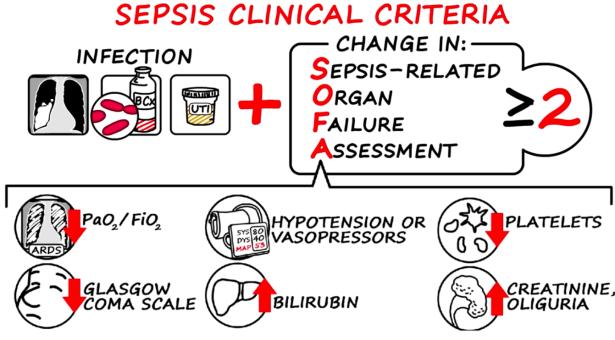 SEPSIS CLINICAL CRITERIA
INFECTION
BCx
UTI
+
CHANGE IN:
SEPSIS-RELATED
ORGAN
FAILURE
ASSESSMENT
≥2
ARDS
PaO₂/FiO₂
SYS 80
DYS 40
MAP 53
HYPOTENSION OR
VASOPRESSORS
PLATELETS
GLASGOW
COMA SCALE
BILIRUBIN
CREATININE,
OLIGURIA